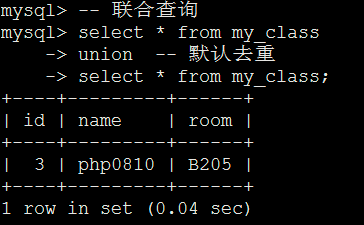 mysql> -- 联合查询
mysql> select * from my_class
    -> union  -- 默认去重
    -> select * from my_class;
+----+---------+------+
| id | name    | room |
+----+---------+------+
|  3 | php0810 | B205 |
+----+---------+------+
1 row in set (0.04 sec)